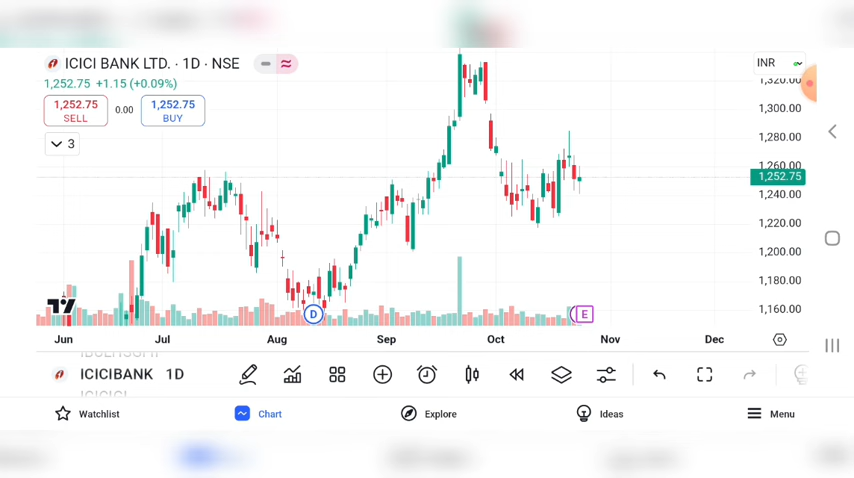 ICICI BANK LTD. · 1D · NSE
1,252.75 +1.15 (+0.09%)
1,252.75
SELL
0.00
1,252.75
BUY
3
INR
1,320.00
1,300.00
1,280.00
1,260.00
1,252.75
1,240.00
1,220.00
1,200.00
1,180.00
1,160.00
D
E
Jun Jul Aug Sep Oct Nov Dec
ICICIBANK 1D
Watchlist Chart Explore Ideas Menu